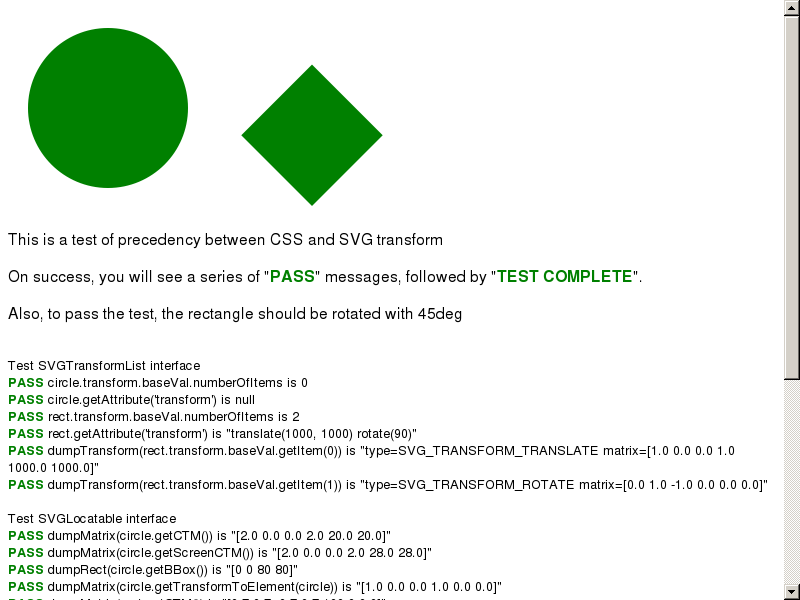 This is a test of precedency between CSS and SVG transform
On success, you will see a series of "PASS" messages, followed by "TEST COMPLETE".
Also, to pass the test, the rectangle should be rotated with 45deg
Test SVGTransformList interface
PASS circle.transform.baseVal.numberOfItems is 0
PASS circle.getAttribute('transform') is null
PASS rect.transform.baseVal.numberOfItems is 2
PASS rect.getAttribute('transform') is "translate(1000, 1000) rotate(90)"
PASS dumpTransform(rect.transform.baseVal.getItem(0)) is "type=SVG_TRANSFORM_TRANSLATE matrix=[1.0 0.0 0.0 1.0
1000.0 1000.0]"
PASS dumpTransform(rect.transform.baseVal.getItem(1)) is "type=SVG_TRANSFORM_ROTATE matrix=[0.0 1.0 -1.0 0.0 0.0 0.0]"
Test SVGLocatable interface
PASS dumpMatrix(circle.getCTM()) is "[2.0 0.0 0.0 2.0 20.0 20.0]"
PASS dumpMatrix(circle.getScreenCTM()) is "[2.0 0.0 0.0 2.0 28.0 28.0]"
PASS dumpRect(circle.getBBox()) is "[0 0 80 80]"
PASS dumpMatrix(circle.getTransformToElement(circle)) is "[1.0 0.0 0.0 1.0 0.0 0.0]"